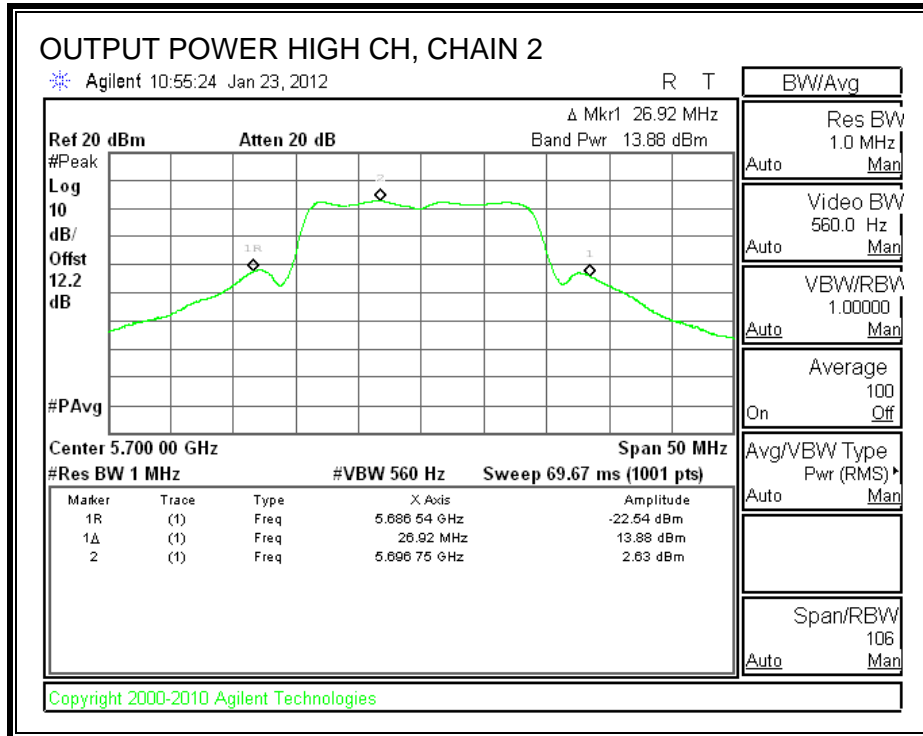 OUTPUT POWER HIGH CH, CHAIN 2
Agilent 10:55:24 Jan 23, 2012 R T
Δ Mkr1 26.92 MHz
Ref 20 dBm Atten 20 dB Band Pwr 13.88 dBm
#Peak
Log
10
dB/
Offst
12.2
dB
#PAvg
2
1R
1
Center 5.700 00 GHz Span 50 MHz
#Res BW 1 MHz #VBW 560 Hz Sweep 69.67 ms (1001 pts)
Marker Trace Type X Axis Amplitude
1R (1) Freq 5.686 54 GHz -22.54 dBm
1Δ (1) Freq 26.92 MHz 13.88 dBm
2 (1) Freq 5.696 75 GHz 2.63 dBm
Copyright 2000-2010 Agilent Technologies
BW/Avg
Res BW
1.0 MHz
Auto Man
Video BW
560.0 Hz
Auto Man
VBW/RBW
1.00000
Auto Man
Average
100
On Off
Avg/VBW Type
Pwr (RMS)
Auto Man
Span/RBW
106
Auto Man